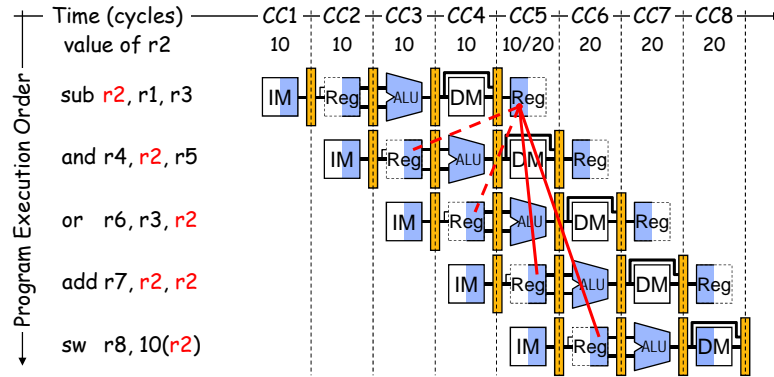 Time (cycles) CC1 CC2 CC3 CC4 CC5 CC6 CC7 CC8
value of r2 10 10 10 10 10/20 20 20 20
Program Execution Order
sub r2, r1, r3 IM Reg ALU DM Reg
and r4, r2, r5 IM Reg ALU DM Reg
or r6, r3, r2 IM Reg ALU DM Reg
add r7, r2, r2 IM Reg ALU DM Reg
sw r8, 10(r2) IM Reg ALU DM